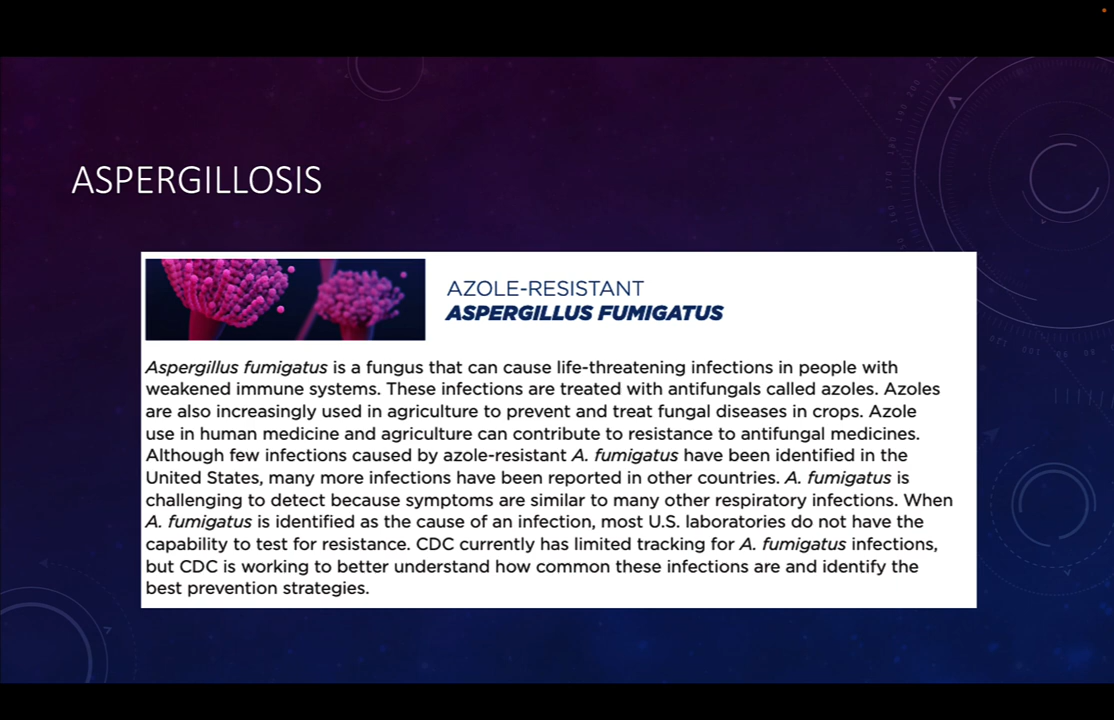 ASPERGILLOSIS
AZOLE-RESISTANT
ASPERGILLUS FUMIGATUS
Aspergillus fumigatus is a fungus that can cause life-threatening infections in people with
weakened immune systems. These infections are treated with antifungals called azoles. Azoles
are also increasingly used in agriculture to prevent and treat fungal diseases in crops. Azole
use in human medicine and agriculture can contribute to resistance to antifungal medicines.
Although few infections caused by azole-resistant A. fumigatus have been identified in the
United States, many more infections have been reported in other countries. A. fumigatus is
challenging to detect because symptoms are similar to many other respiratory infections. When
A. fumigatus is identified as the cause of an infection, most U.S. laboratories do not have the
capability to test for resistance. CDC currently has limited tracking for A. fumigatus infections,
but CDC is working to better understand how common these infections are and identify the
best prevention strategies.